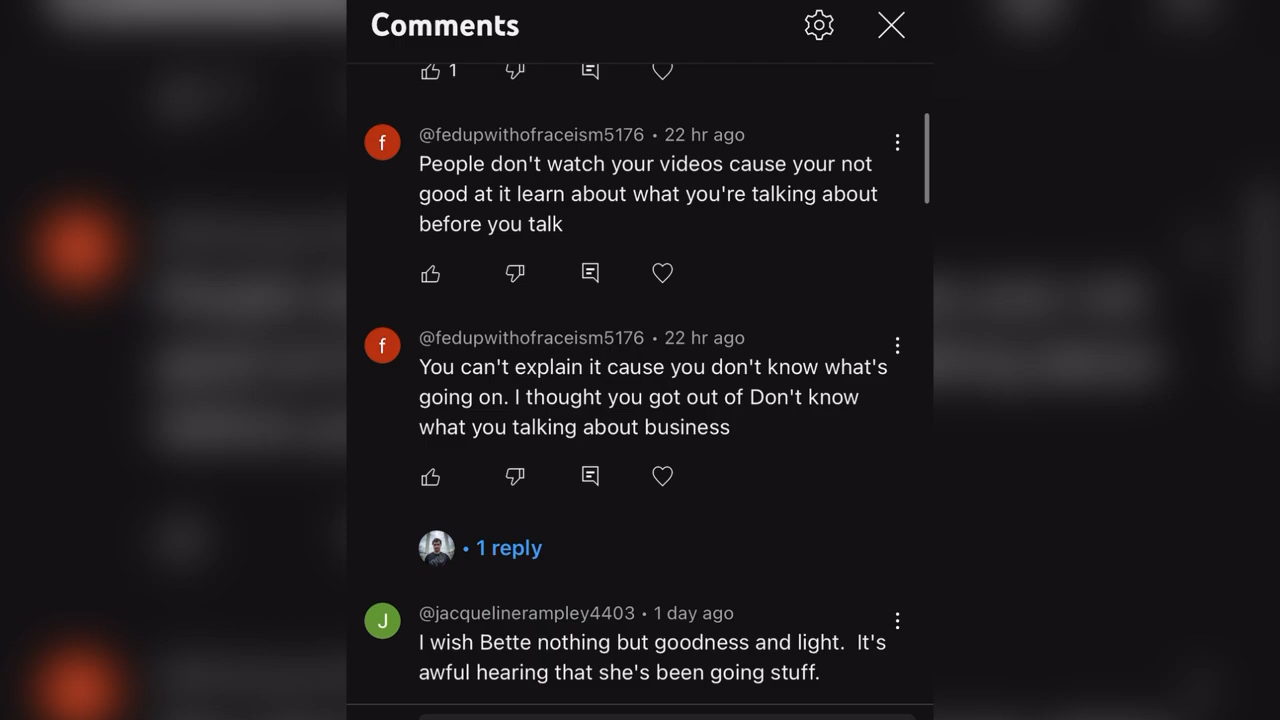 Comments
1
@fedupwithofraceism5176 • 22 hr ago
f
People don't watch your videos cause your not
good at it learn about what you're talking about
before you talk
@fedupwithofraceism5176 • 22 hr ago
f
You can't explain it cause you don't know what's
going on. I thought you got out of Don't know
what you talking about business
• 1 reply
@jacquelinerampley4403 • 1 day ago
J
I wish Bette nothing but goodness and light.  It's
awful hearing that she's been going stuff.